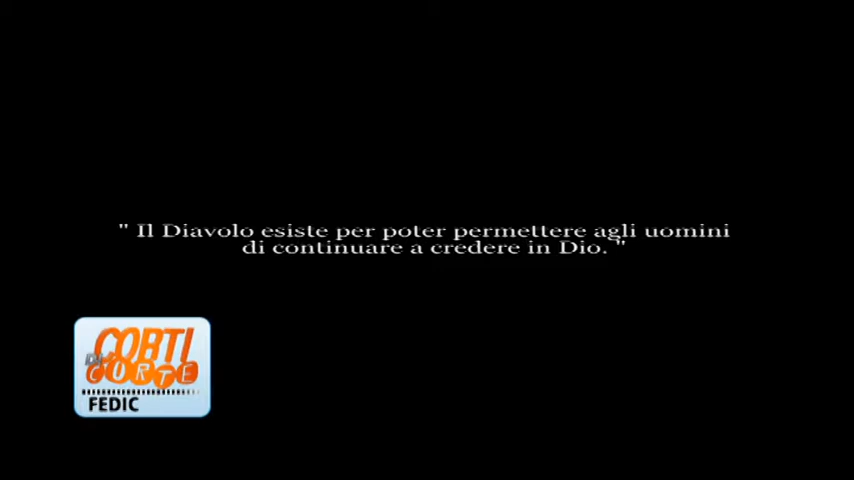 " Il Diavolo esiste per poter permettere agli uomini
di continuare a credere in Dio. "
CORTI
DI
CORTE
FEDIC